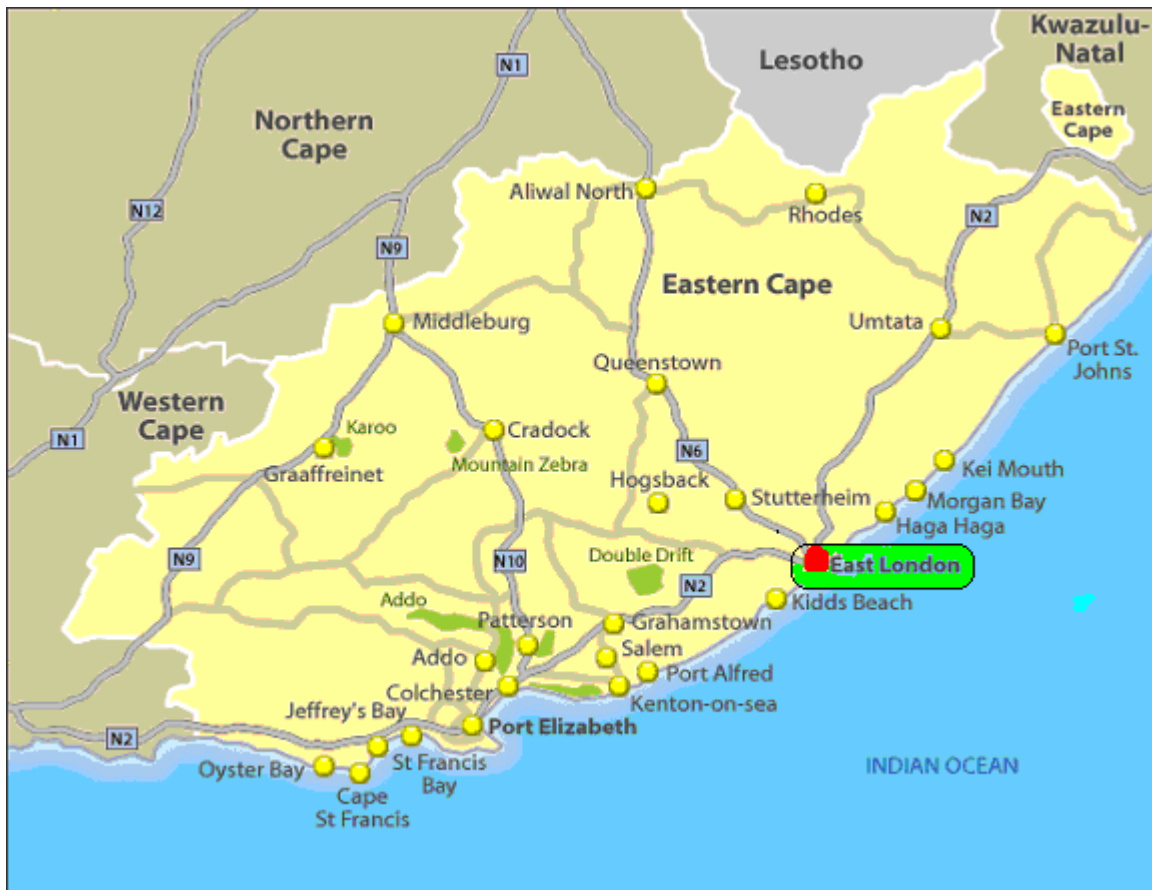 Kwazulu-
Natal
Lesotho
N1
Eastern
Cape
Northern
Cape
Aliwal North
N12
Rhodes
N2
N9
Eastern Cape
Middleburg
Umtata
Port St.
Johns
Queenstown
Western
Cape
Karoo
Cradock
N1
N6
Graaffreinet
Mountain Zebra
Kei Mouth
Hogsback
Stutterheim
Morgan Bay
Haga Haga
N9
N10
Double Drift
East London
N2
Addo
Kidds Beach
Patterson
Grahamstown
Addo
Salem
Port Alfred
Colchester
Kenton-on-sea
Jeffrey's Bay
Port Elizabeth
N2
Oyster Bay
St Francis
Bay
INDIAN OCEAN
Cape
St Francis